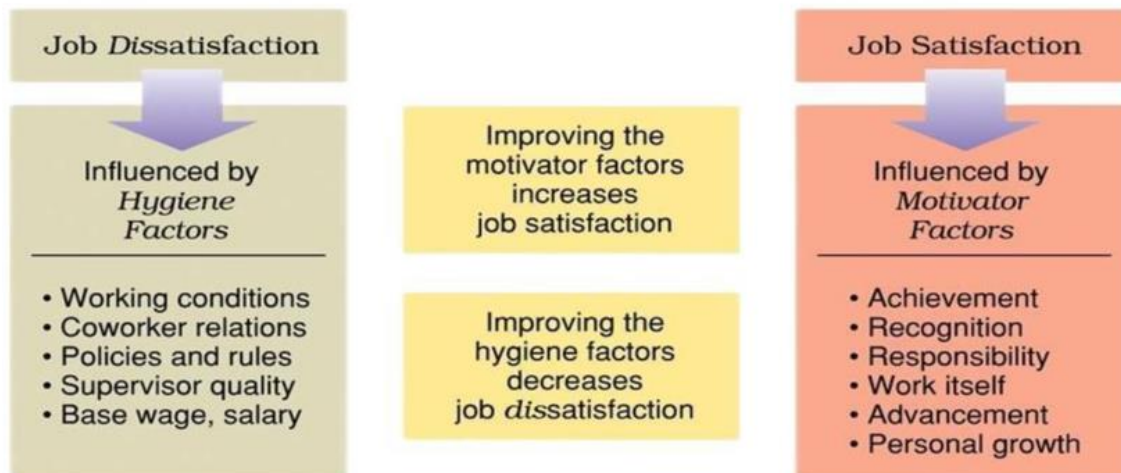 Job Dissatisfaction
Influenced by
Hygiene
Factors
• Working conditions
• Coworker relations
• Policies and rules
• Supervisor quality
• Base wage, salary
Improving the
motivator factors
increases
job satisfaction
Improving the
hygiene factors
decreases
job dissatisfaction
Job Satisfaction
Influenced by
Motivator
Factors
• Achievement
• Recognition
• Responsibility
• Work itself
• Advancement
• Personal growth